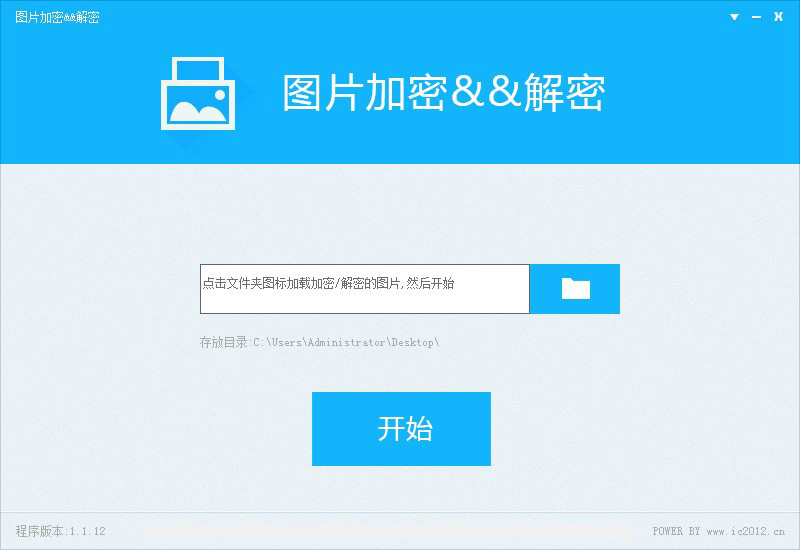 图片加密&&解密
图片加密&&解密
点击文件夹图标加载加密/解密的图片,然后开始
存放目录:C:\Users\Administrator\Desktop\
开始
程序版本:1.1.12
POWER BY www.ic2012.cn